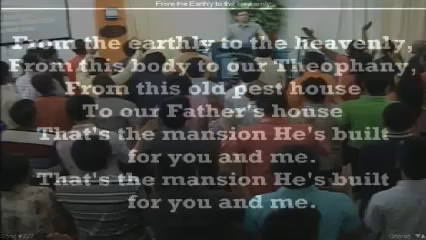 From the Earthly to the heavenly,
From the earthly to the heavenly,
From this body to our Theophany,
From this old pest house
To our Father's house
That's the mansion He's built
for you and me.
That's the mansion He's built
for you and me.